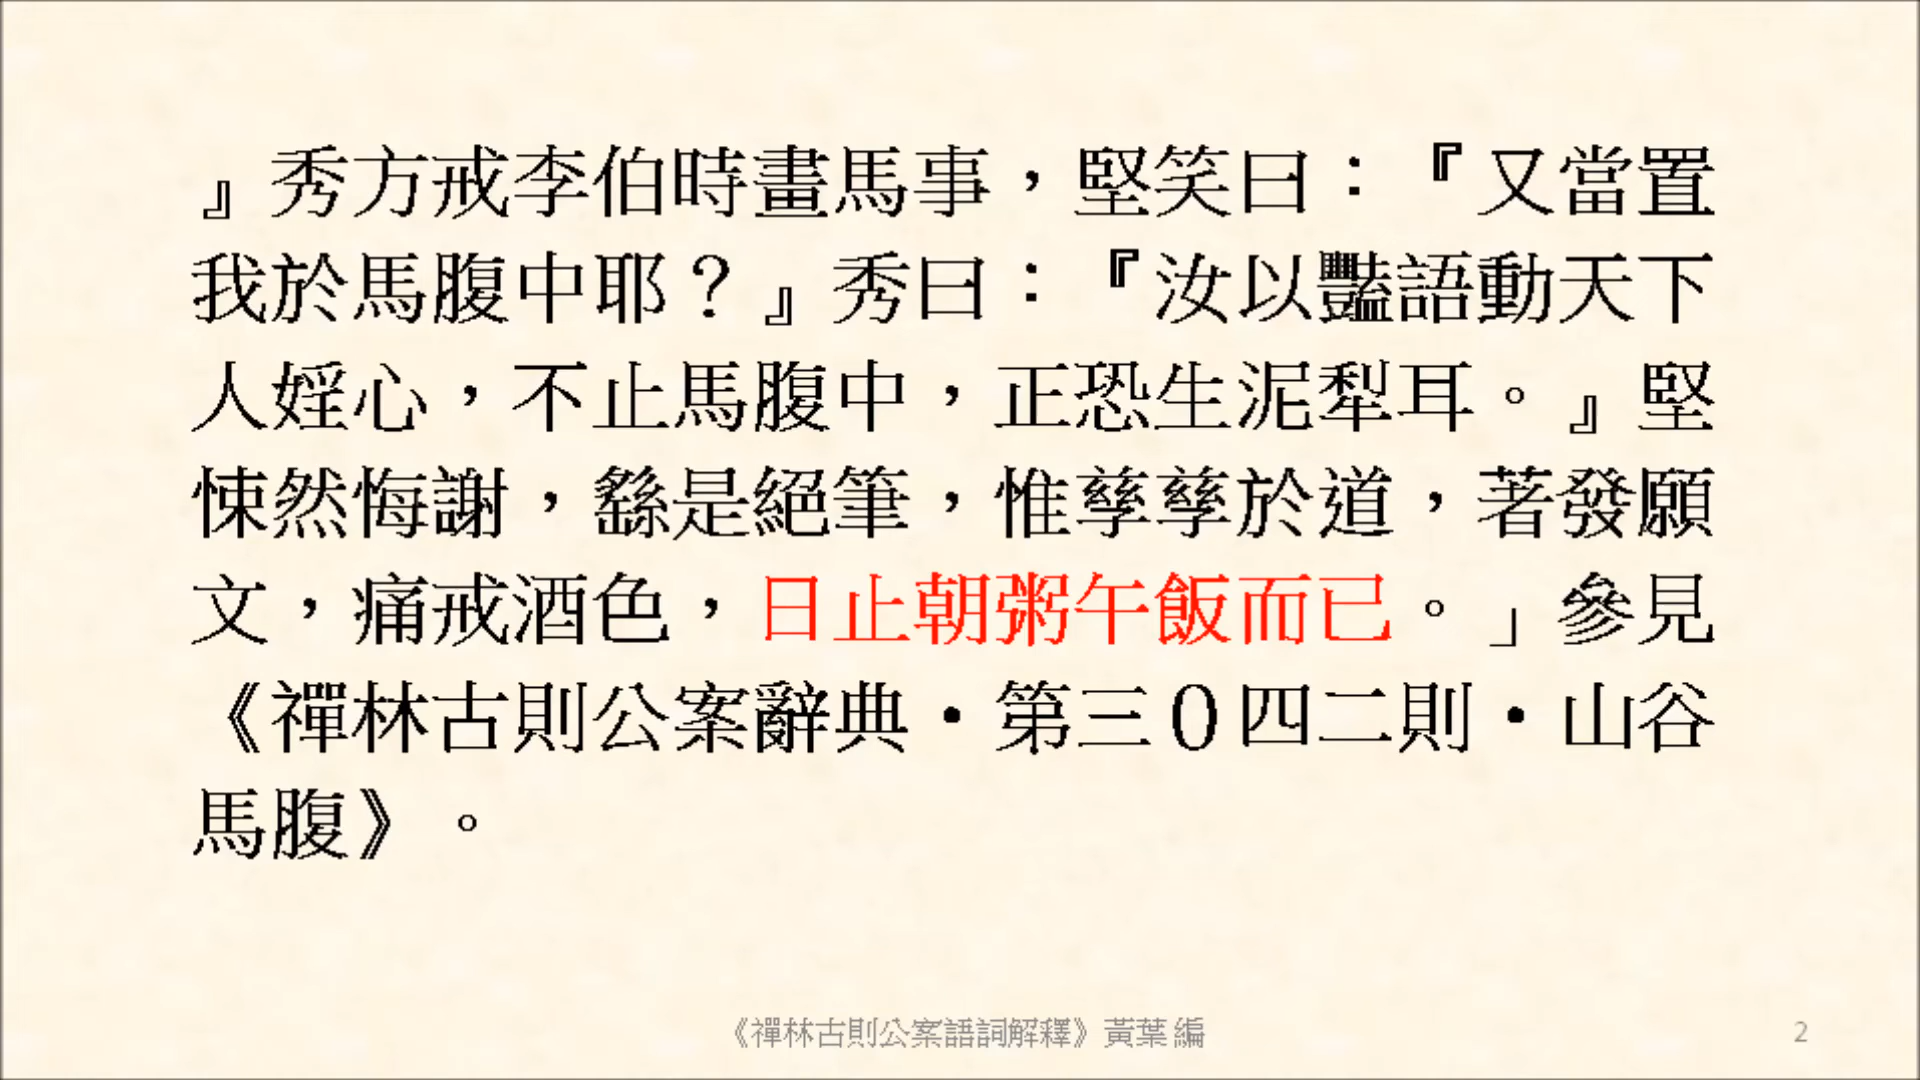 』秀方戒李伯時畫馬事，堅笑曰：『又當置
我於馬腹中耶？』秀曰：『汝以豔語動天下
人婬心，不止馬腹中，正恐生泥犁耳。』堅
悚然悔謝，繇是絕筆，惟孳孳於道，著發願
文，痛戒酒色，日止朝粥午飯而已。」參見
《禪林古則公案辭典•第三０四二則•山谷
馬腹》。
《禪林古則公案語詞解釋》黃葉編
2